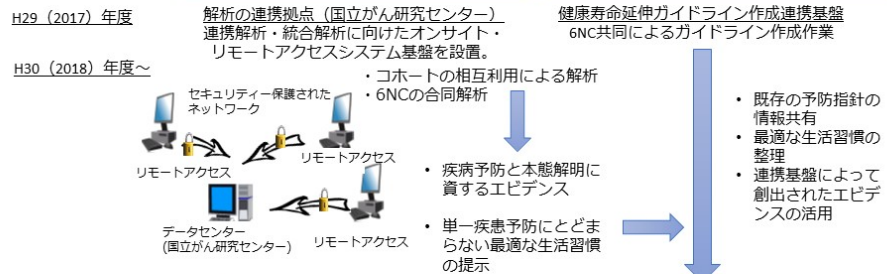 H29（2017）年度
解析の連携拠点（国立がん研究センター）
連携解析・統合解析に向けたオンサイト・
リモートアクセスシステム基盤を設置。
健康寿命延伸ガイドライン作成連携基盤
6NC共同によるガイドライン作成作業
H30（2018）年度～
・コホートの相互利用による解析
・6NCの合同解析
セキュリティー保護された
ネットワーク
リモートアクセス
リモートアクセス
データセンター
(国立がん研究センター)
リモートアクセス
• 疾病予防と本態解明に
資するエビデンス
• 単一疾患予防にとどま
らない最適な生活習慣
の提示
• 既存の予防指針の
情報共有
• 最適な生活習慣の
整理
• 連携基盤によって
創出されたエビデ
ンスの活用